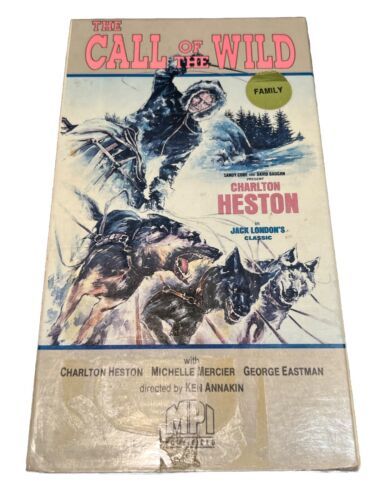 THE
CALL OF THE WILD
FAMILY
SANDY COBE AND DAVID BAUGHN
PRESENT
CHARLTON
HESTON
in
JACK LONDON'S
CLASSIC
with
CHARLTON HESTON MICHELLE MERCIER GEORGE EASTMAN
directed by KEN ANNAKIN
MPI